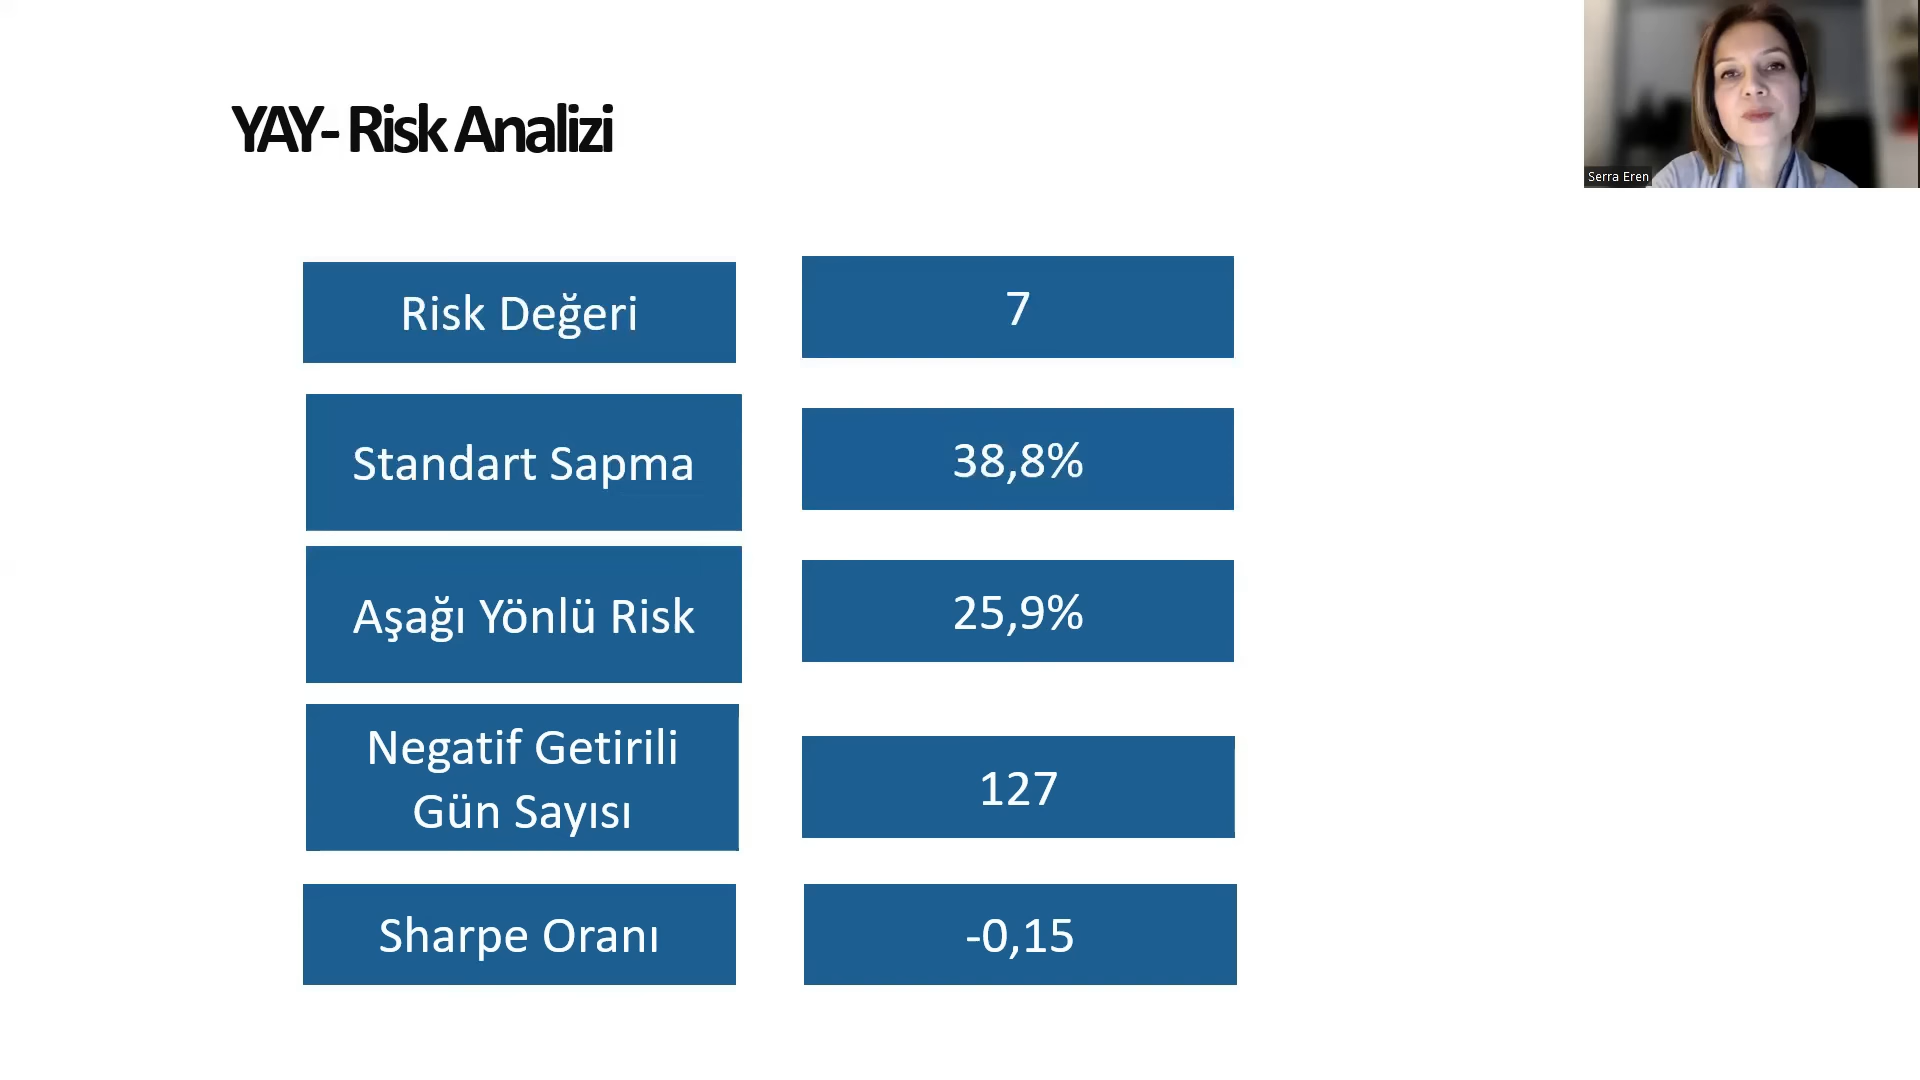 YAY- Risk Analizi
Serra Eren
Risk Değeri
7
Standart Sapma
38,8%
Aşağı Yönlü Risk
25,9%
Negatif Getirili
Gün Sayısı
127
Sharpe Oranı
-0,15